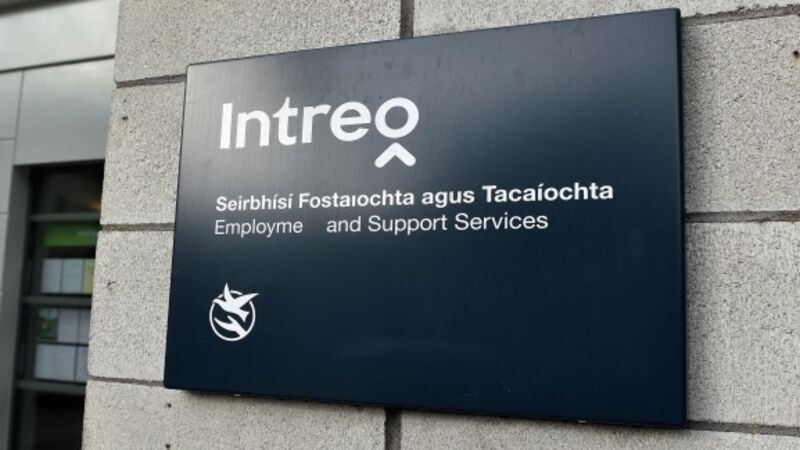 Intreo
Seirbhísí Fostaıochta agus Tacaíochta
Employme and Support Services